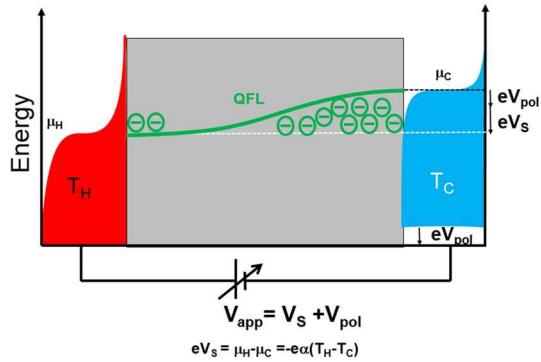 Energy
μH
QFL
μC
eVpol
eVS
TH
TC
eVpol
Vapp= VS +Vpol
eVS = μH-μC =-eα(TH-TC)